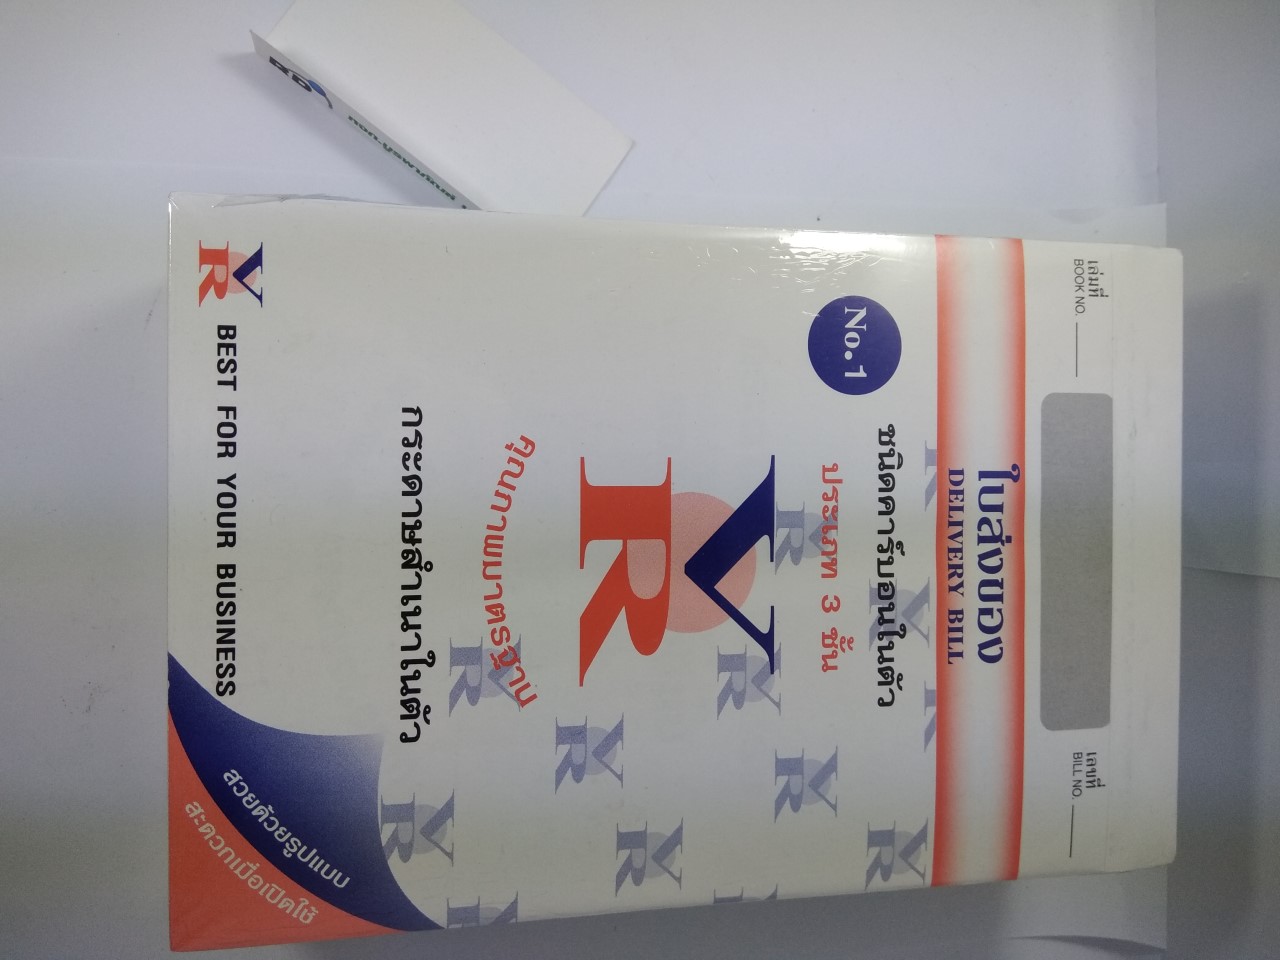 เล่มที่
BOOK NO.
เลขที่
BILL NO.
ใบส่งของ
DELIVERY BILL
No.1
ชนิดคาร์บอนในตัว
ประเภท 3 ชั้น
VR
คุณภาพมาตรฐาน
กระดาษสำเนาในตัว
VR
BEST FOR YOUR BUSINESS
สวยด้วยรูปแบบ
สะดวกเมื่อเปิดใช้